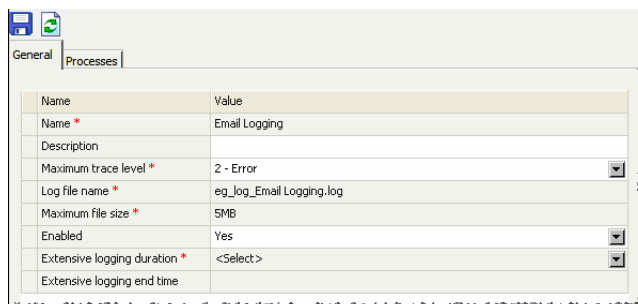 General Processes
Name Value
Name * Email Logging
Description
Maximum trace level * 2 - Error
Log file name * eg_log_Email Logging.log
Maximum file size * 5MB
Enabled Yes
Extensive logging duration * <Select>
Extensive logging end time